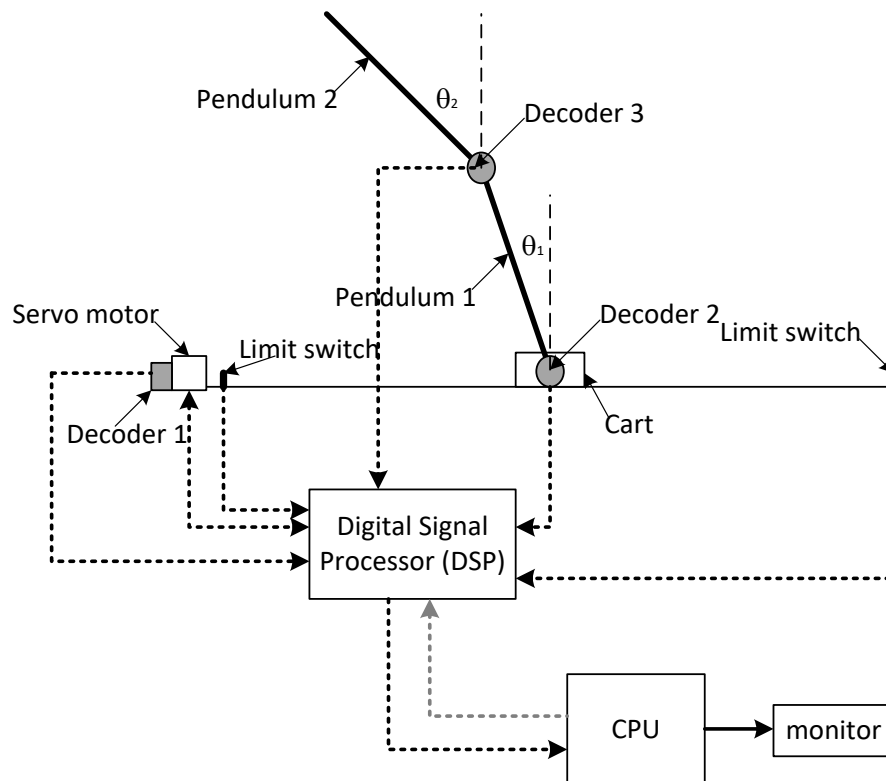 Pendulum 2
θ2
Decoder 3
θ1
Pendulum 1
Servo motor
Limit switch
Decoder 2
Limit switch
Decoder 1
Cart
Digital Signal
Processor (DSP)
CPU
monitor